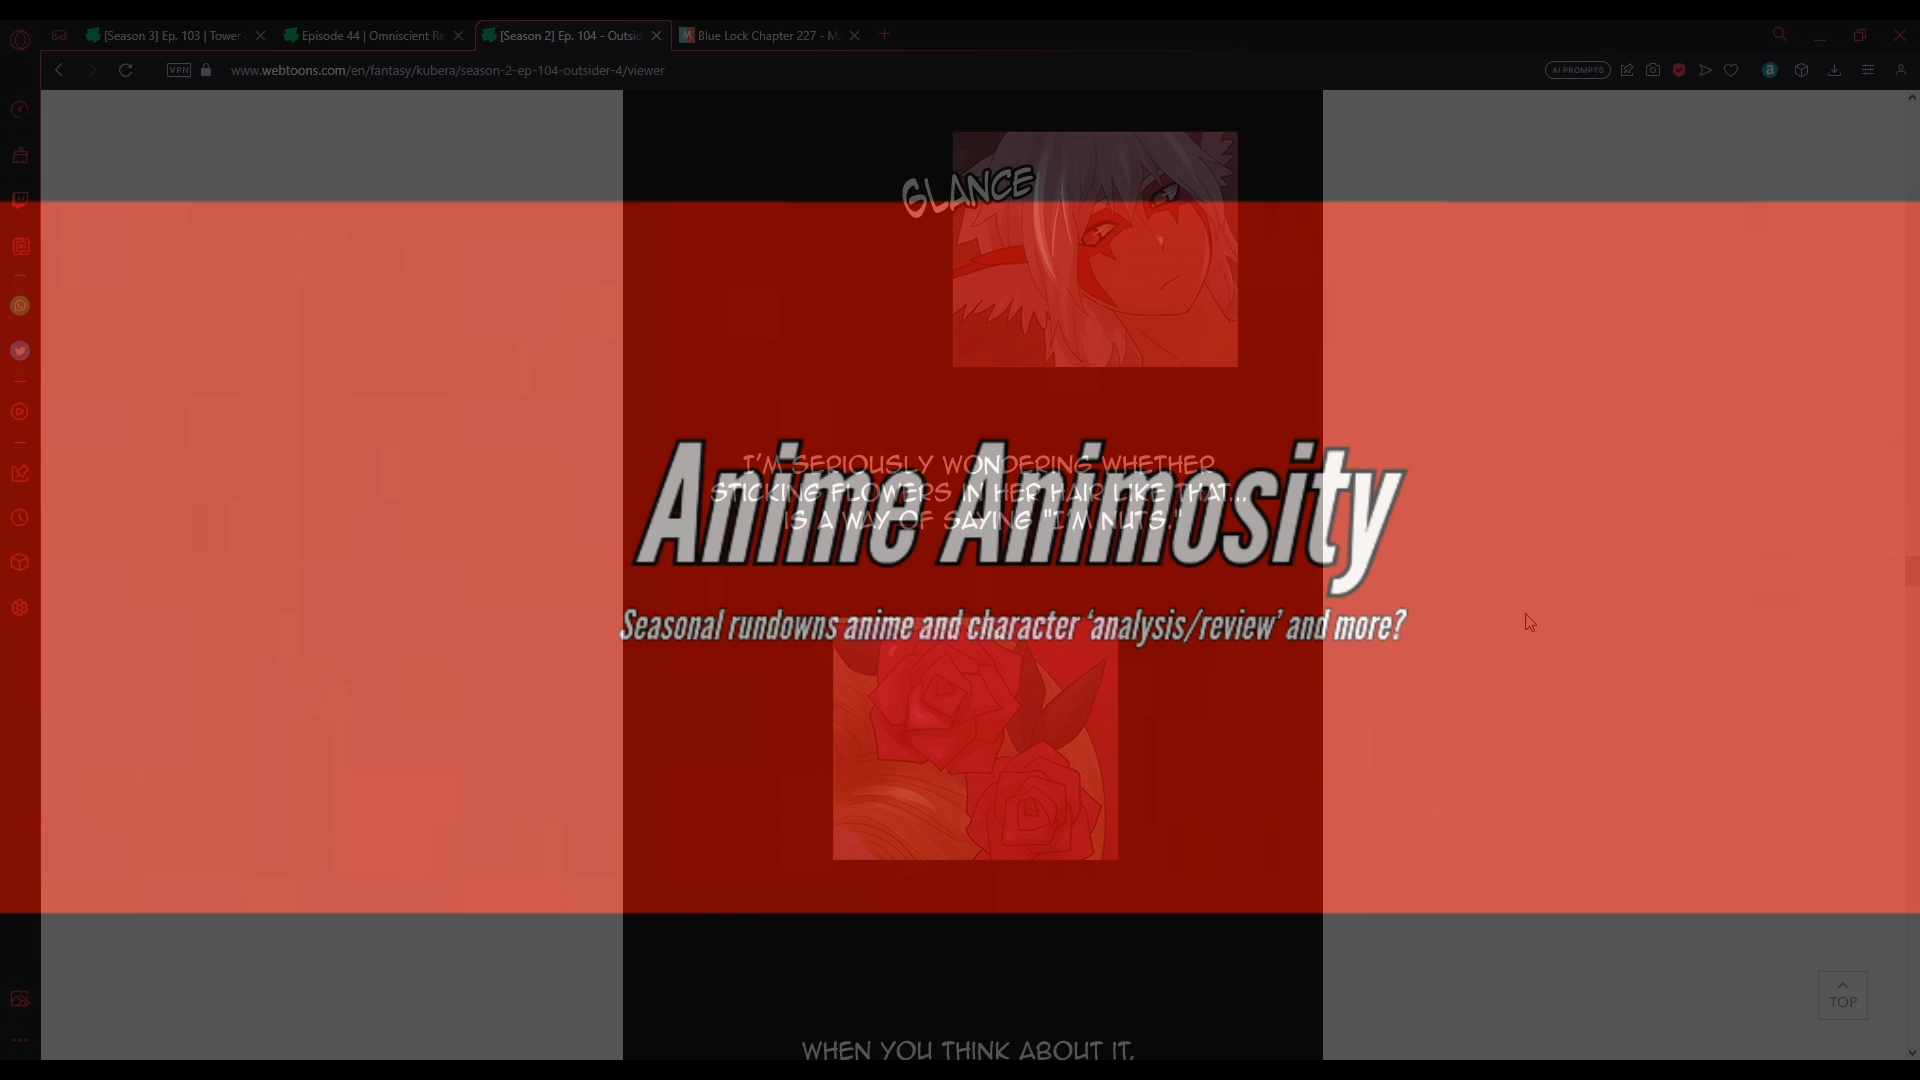 [Season 3] Ep. 103 | Tower
Episode 44 | Omniscient Re
[Season 2] Ep. 104 - Outsid
Blue Lock Chapter 227 - M
VPN
www.webtoons.com/en/fantasy/kubera/season-2-ep-104-outsider-4/viewer
AI PROMPTS
GLANCE
I'M SERIOUSLY WONDERING WHETHER
STICKING FLOWERS IN HER HAIR LIKE THAT...
IS A WAY OF SAYING "I'M NUTS."
Anime Animosity
Seasonal rundowns anime and character 'analysis/review' and more?
TOP
WHEN YOU THINK ABOUT IT,